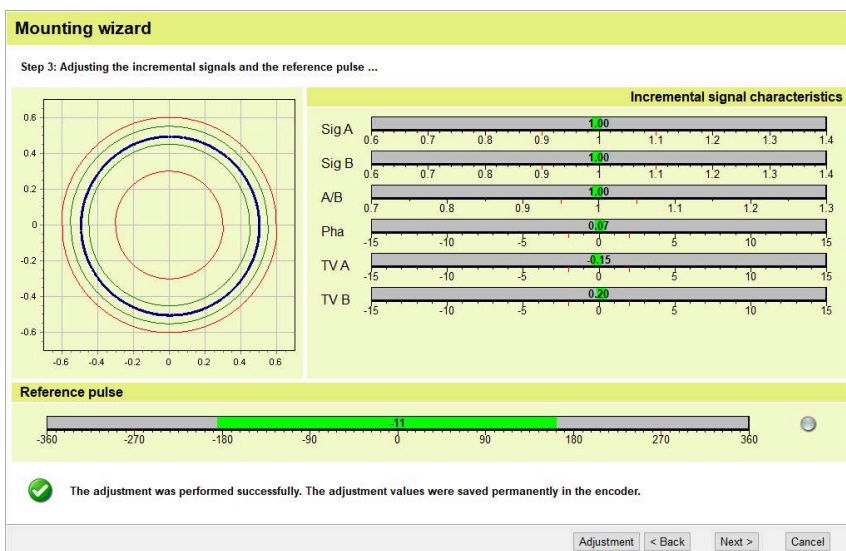 Mounting wizard
Step 3: Adjusting the incremental signals and the reference pulse ...
Incremental signal characteristics
0.6
0.4
0.2
0
-0.2
-0.4
-0.6
-0.6 -0.4 -0.2 0 0.2 0.4 0.6
Sig A 1.00
0.6 0.7 0.8 0.9 1 1.1 1.2 1.3 1.4
Sig B 1.00
0.6 0.7 0.8 0.9 1 1.1 1.2 1.3 1.4
A/B 1.00
0.7 0.8 0.9 1 1.1 1.2 1.3
Pha 0.07
-15 -10 -5 0 5 10 15
TV A -0.15
-15 -10 -5 0 5 10 15
TV B 0.20
-15 -10 -5 0 5 10 15
Reference pulse
-11
-360 -270 -180 -90 0 90 180 270 360
The adjustment was performed successfully. The adjustment values were saved permanently in the encoder.
Adjustment < Back Next > Cancel